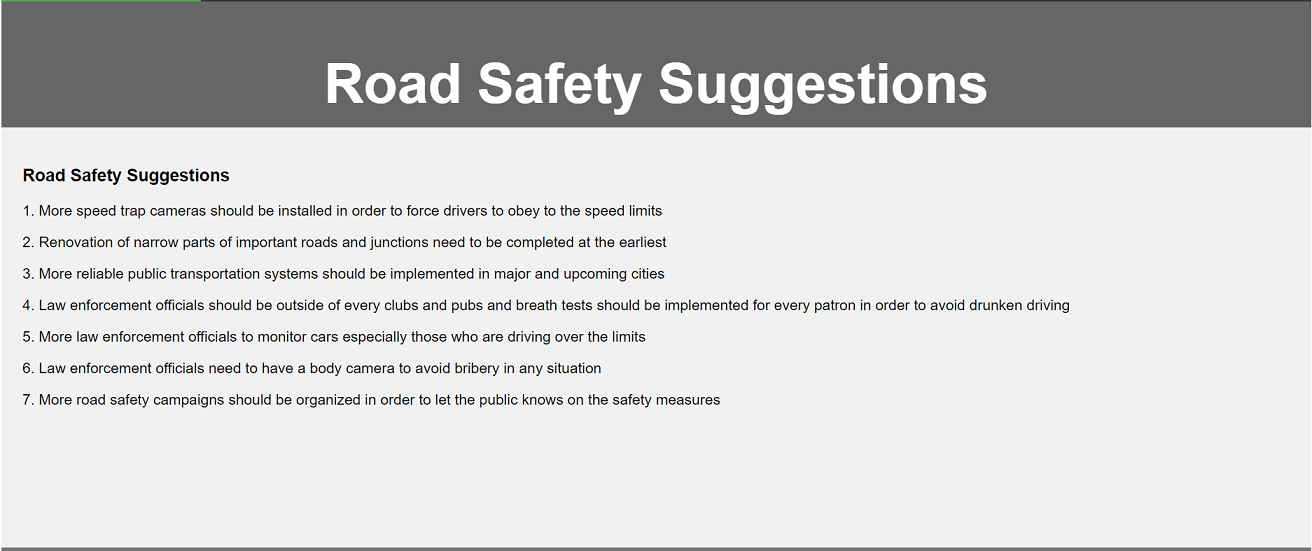 Road Safety Suggestions
Road Safety Suggestions
1. More speed trap cameras should be installed in order to force drivers to obey to the speed limits
2. Renovation of narrow parts of important roads and junctions need to be completed at the earliest
3. More reliable public transportation systems should be implemented in major and upcoming cities
4. Law enforcement officials should be outside of every clubs and pubs and breath tests should be implemented for every patron in order to avoid drunken driving
5. More law enforcement officials to monitor cars especially those who are driving over the limits
6. Law enforcement officials need to have a body camera to avoid bribery in any situation
7. More road safety campaigns should be organized in order to let the public knows on the safety measures